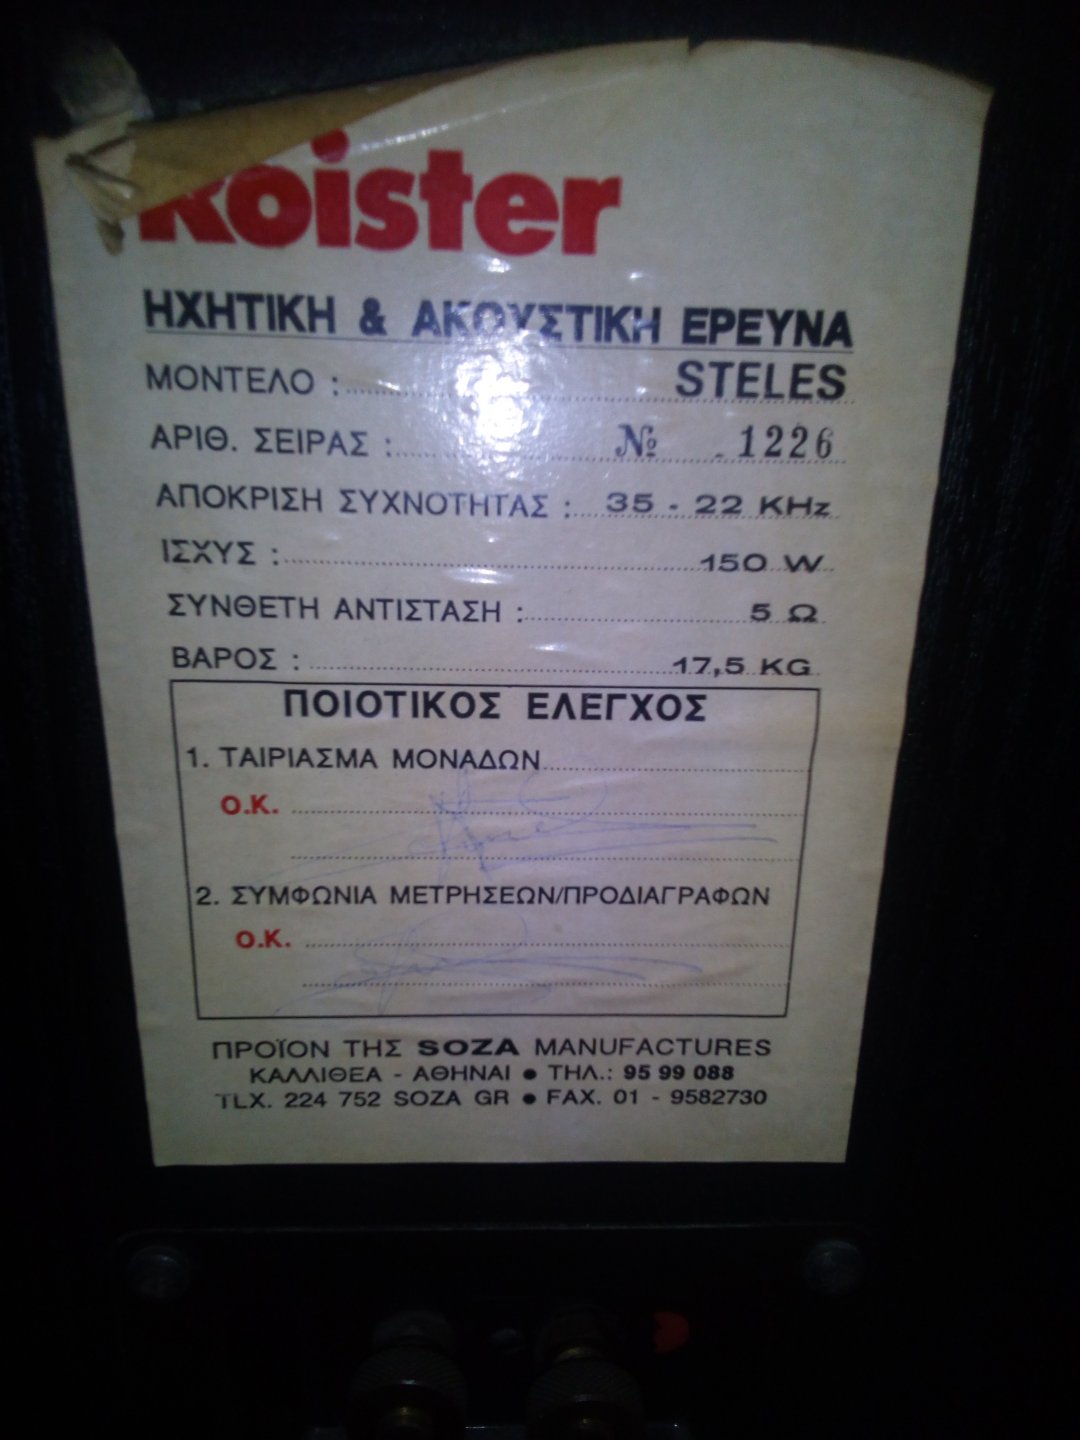 Roister
ΗΧΗΤΙΚΗ & ΑΚΟΥΣΤΙΚΗ ΕΡΕΥΝΑ
ΜΟΝΤΕΛΟ : STELES
ΑΡΙΘ. ΣΕΙΡΑΣ : № 1226
ΑΠΟΚΡΙΣΗ ΣΥΧΝΟΤΗΤΑΣ : 35 - 22 KHz
ΙΣΧΥΣ : 150 W
ΣΥΝΘΕΤΗ ΑΝΤΙΣΤΑΣΗ : 5 Ω
ΒΑΡΟΣ : 17,5 KG
ΠΟΙΟΤΙΚΟΣ ΕΛΕΓΧΟΣ
1. ΤΑΙΡΙΑΣΜΑ ΜΟΝΑΔΩΝ
Ο.Κ.
2. ΣΥΜΦΩΝΙΑ ΜΕΤΡΗΣΕΩΝ/ΠΡΟΔΙΑΓΡΑΦΩΝ
Ο.Κ.
ΠΡΟΪΟΝ ΤΗΣ SOZA MANUFACTURES
ΚΑΛΛΙΘΕΑ - ΑΘΗΝΑΙ ● ΤΗΛ.: 95 99 088
TLX. 224 752 SOZA GR ● FAX. 01 - 9582730